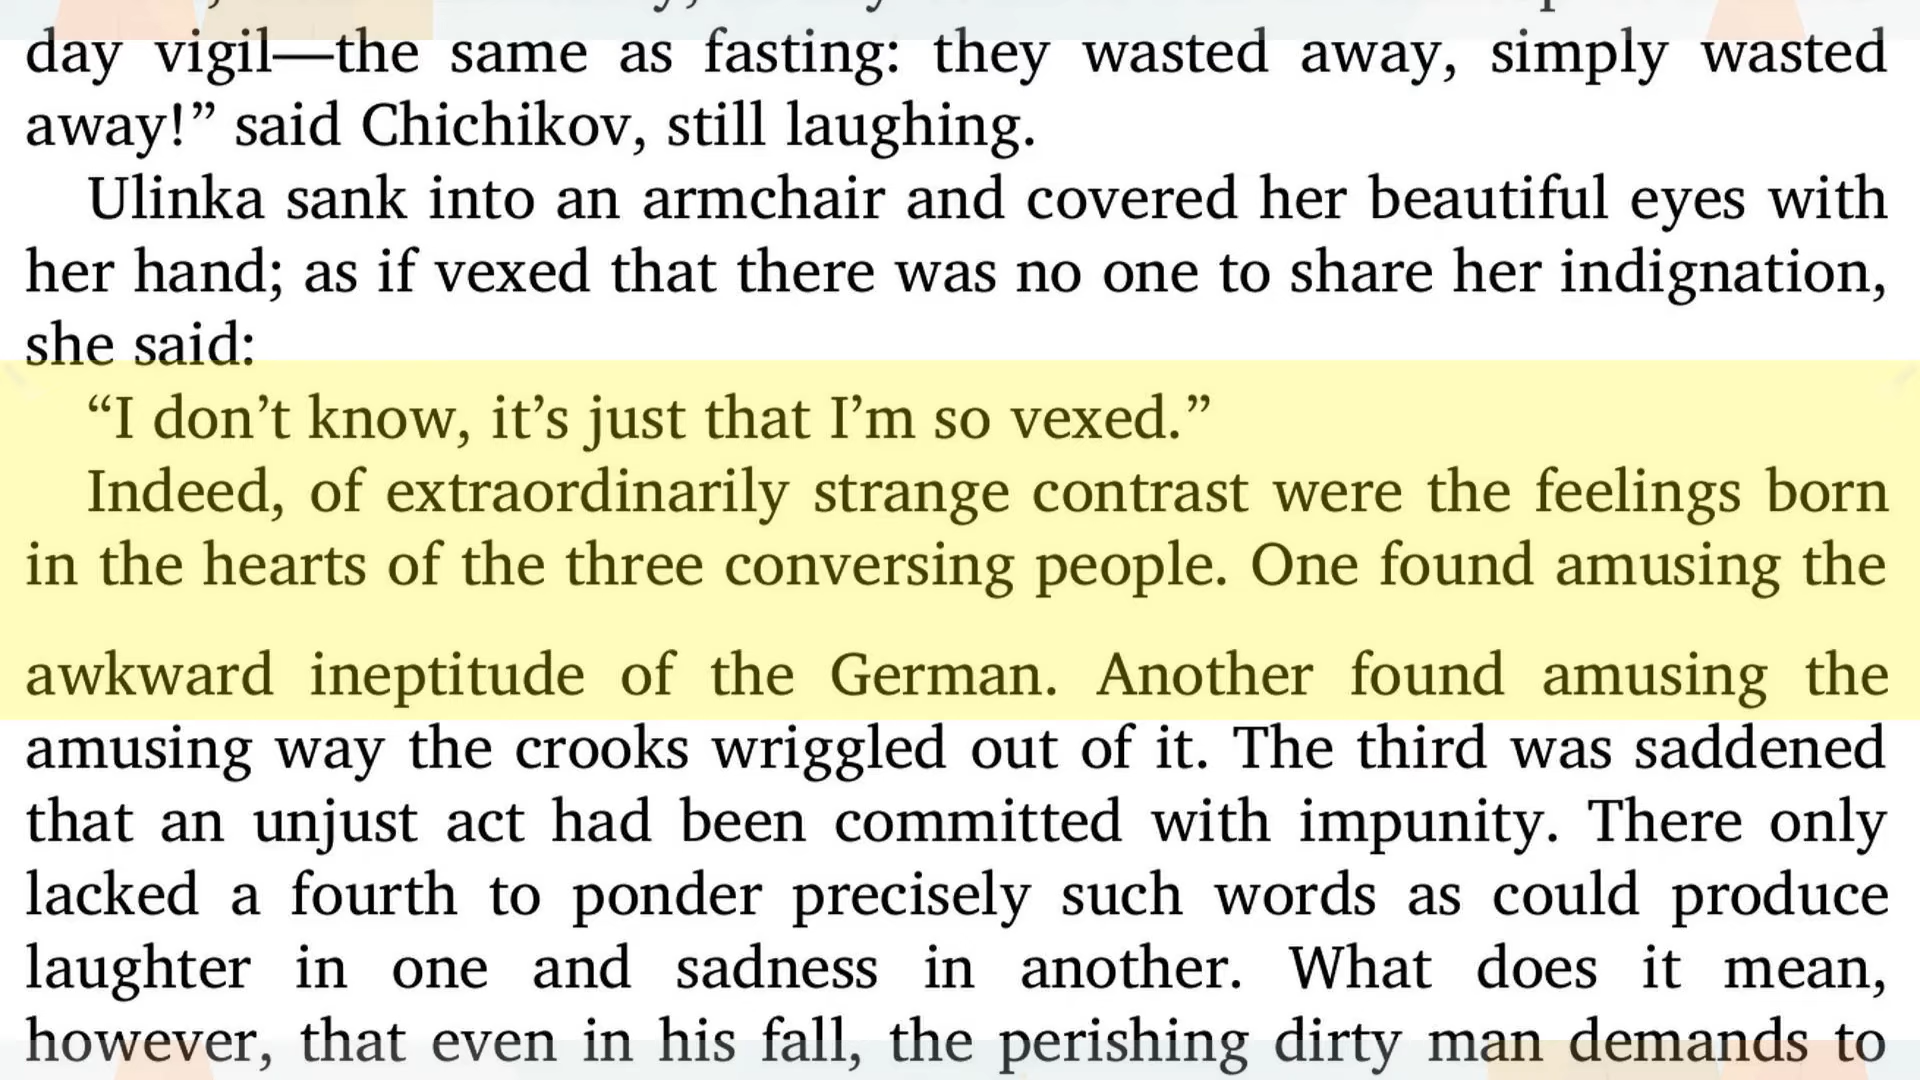 day vigil—the same as fasting: they wasted away, simply wasted
away!” said Chichikov, still laughing.
Ulinka sank into an armchair and covered her beautiful eyes with
her hand; as if vexed that there was no one to share her indignation,
she said:
“I don’t know, it’s just that I’m so vexed.”
Indeed, of extraordinarily strange contrast were the feelings born
in the hearts of the three conversing people. One found amusing the
awkward ineptitude of the German. Another found amusing the
amusing way the crooks wriggled out of it. The third was saddened
that an unjust act had been committed with impunity. There only
lacked a fourth to ponder precisely such words as could produce
laughter in one and sadness in another. What does it mean,
however, that even in his fall, the perishing dirty man demands to